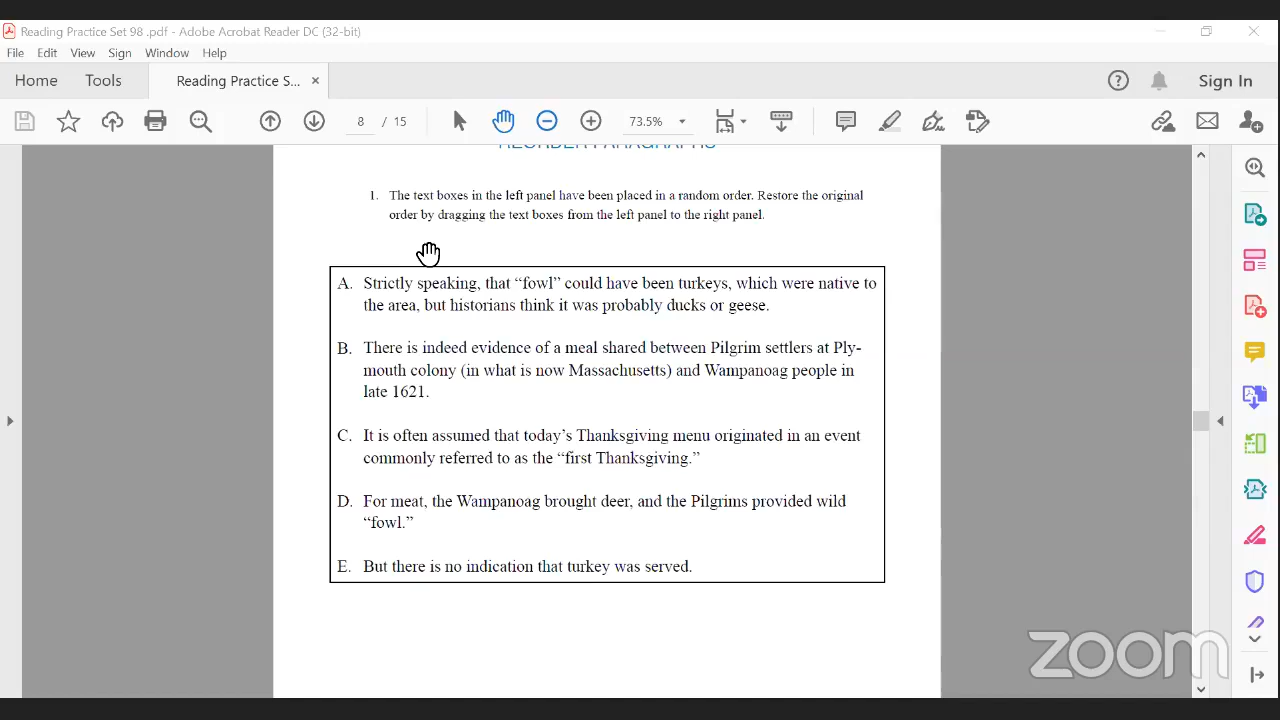 Reading Practice Set 98 .pdf - Adobe Acrobat Reader DC (32-bit)
File Edit View Sign Window Help
Home Tools Reading Practice S... × Sign In
8 / 15 73.5%
REORDER PARAGRAPHS
1. The text boxes in the left panel have been placed in a random order. Restore the original
order by dragging the text boxes from the left panel to the right panel.
A. Strictly speaking, that “fowl” could have been turkeys, which were native to
the area, but historians think it was probably ducks or geese.
B. There is indeed evidence of a meal shared between Pilgrim settlers at Ply-
mouth colony (in what is now Massachusetts) and Wampanoag people in
late 1621.
C. It is often assumed that today’s Thanksgiving menu originated in an event
commonly referred to as the “first Thanksgiving.”
D. For meat, the Wampanoag brought deer, and the Pilgrims provided wild
“fowl.”
E. But there is no indication that turkey was served.
zoom